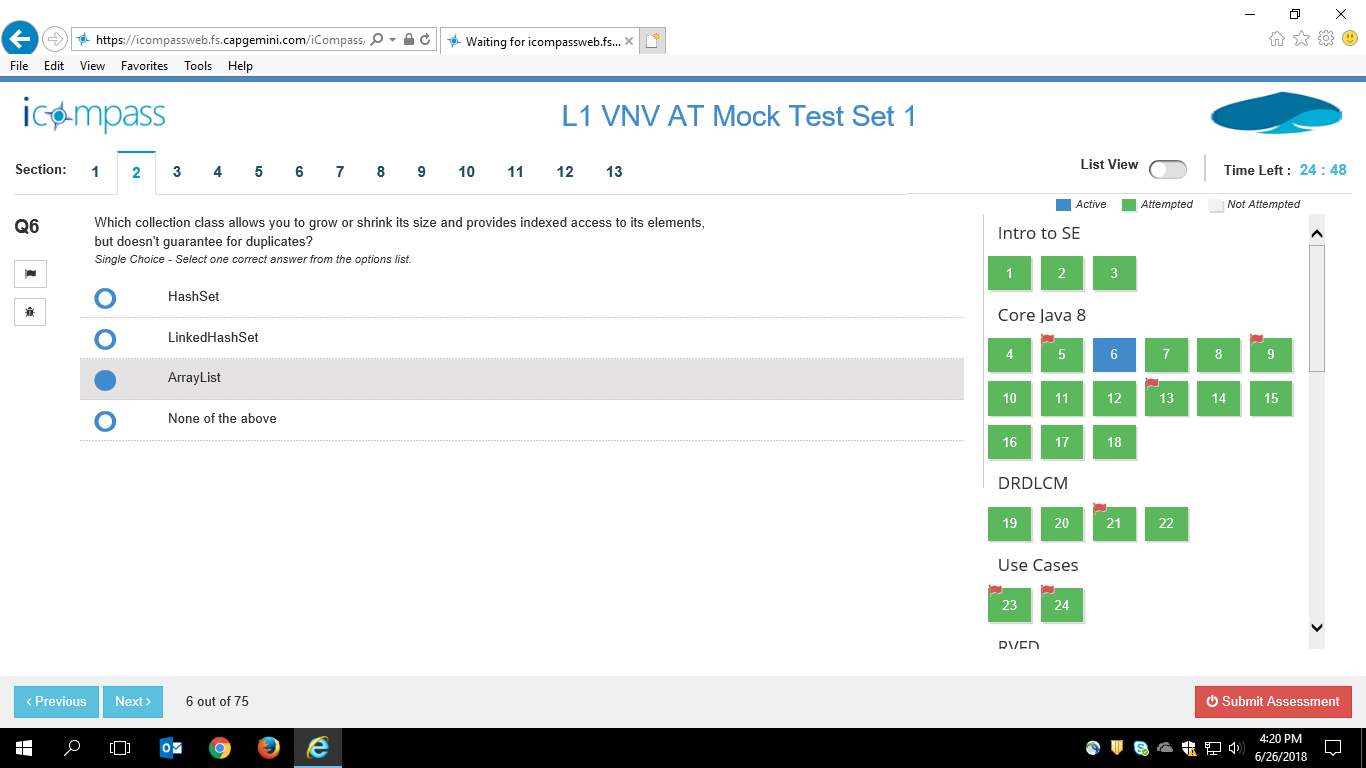 https://icompassweb.fs.capgemini.com/iCompass/
Waiting for icompassweb.fs...
File Edit View Favorites Tools Help
icompass
L1 VNV AT Mock Test Set 1
Section: 1 2 3 4 5 6 7 8 9 10 11 12 13
List View
Time Left : 24 : 48
Active Attempted Not Attempted
Q6
Which collection class allows you to grow or shrink its size and provides indexed access to its elements,
but doesn't guarantee for duplicates?
Single Choice - Select one correct answer from the options list.
HashSet
LinkedHashSet
ArrayList
None of the above
Intro to SE
1 2 3
Core Java 8
4 5 6 7 8 9
10 11 12 13 14 15
16 17 18
DRDLCM
19 20 21 22
Use Cases
23 24
‹ Previous
Next ›
6 out of 75
Submit Assessment
4:20 PM
6/26/2018